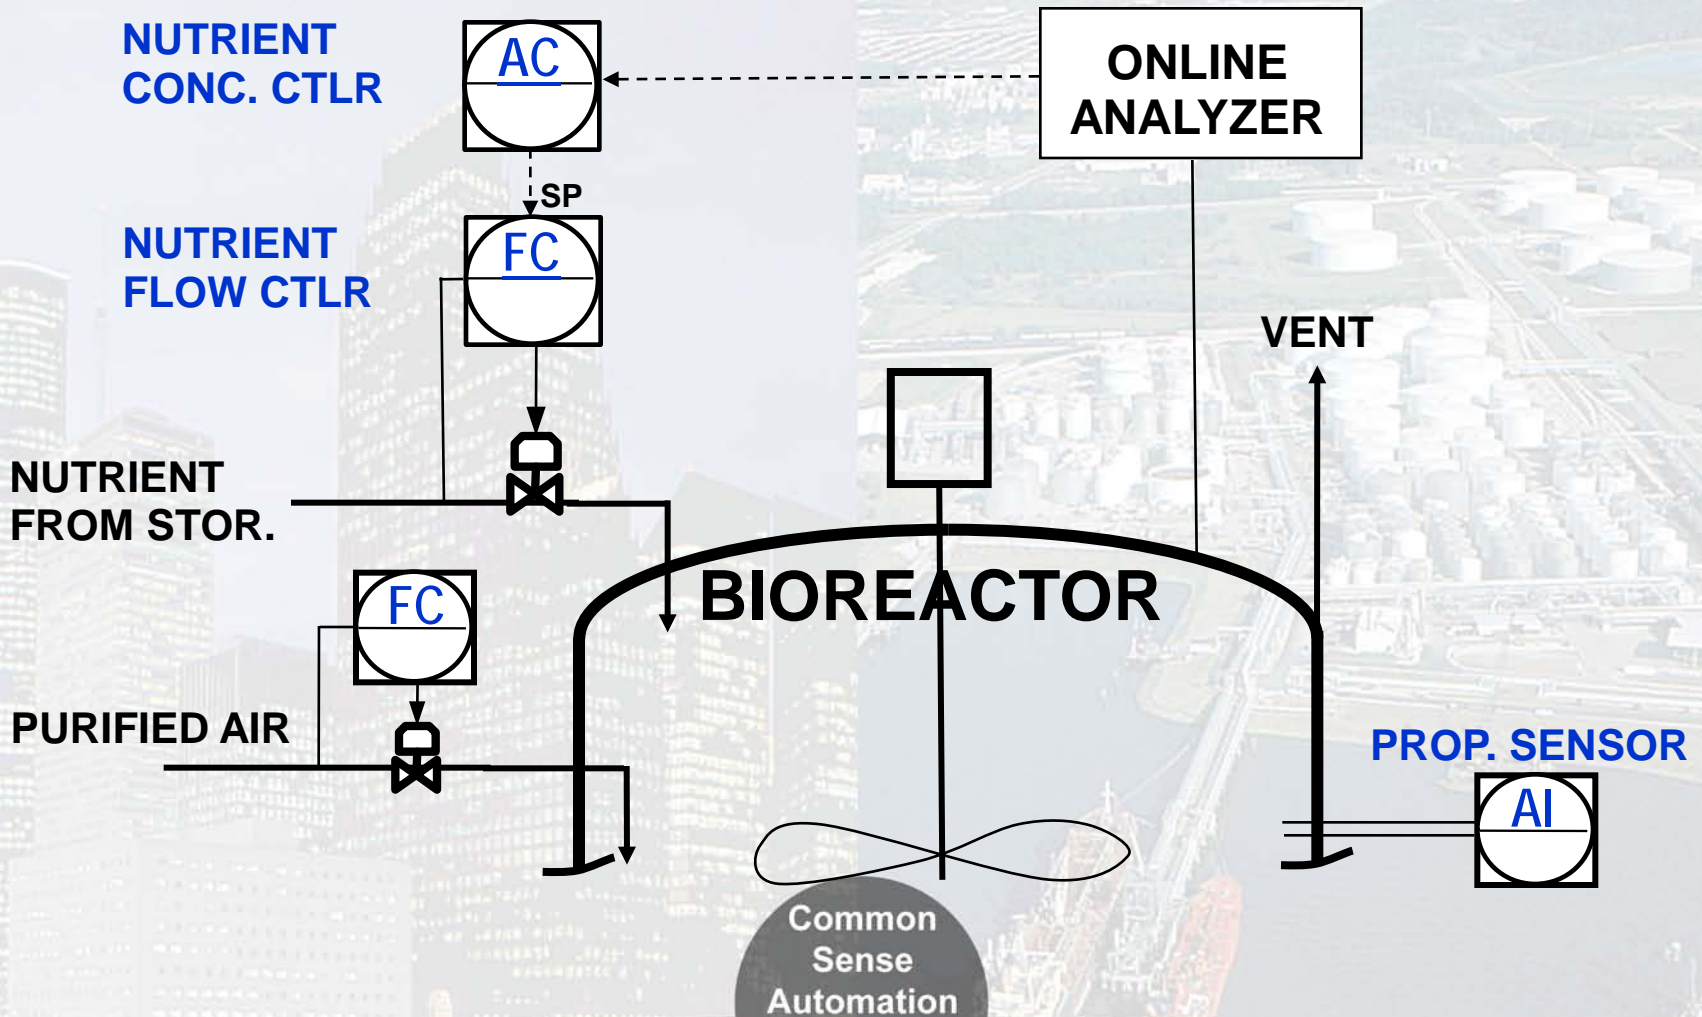 NUTRIENT
CONC. CTLR
AC
ONLINE
ANALYZER
SP
NUTRIENT
FLOW CTLR
FC
VENT
NUTRIENT
FROM STOR.
BIOREACTOR
FC
PURIFIED AIR
PROP. SENSOR
AI
Common
Sense
Automation